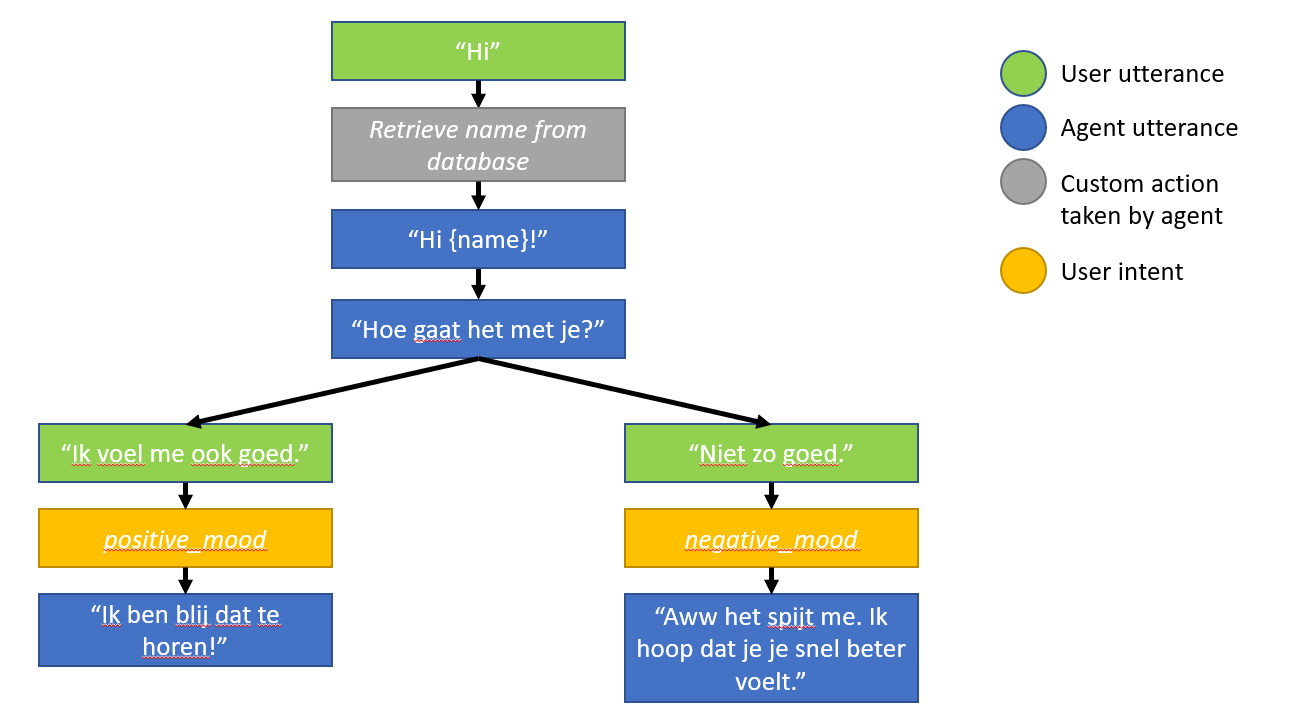 “Hi”
Retrieve name from
database
“Hi {name}!”
“Hoe gaat het met je?”
“Ik voel me ook goed.”
positive_mood
“Ik ben blij dat te
horen!”
“Niet zo goed.”
negative_mood
“Aww het spijt me. Ik
hoop dat je je snel beter
voelt.”
User utterance
Agent utterance
Custom action
taken by agent
User intent